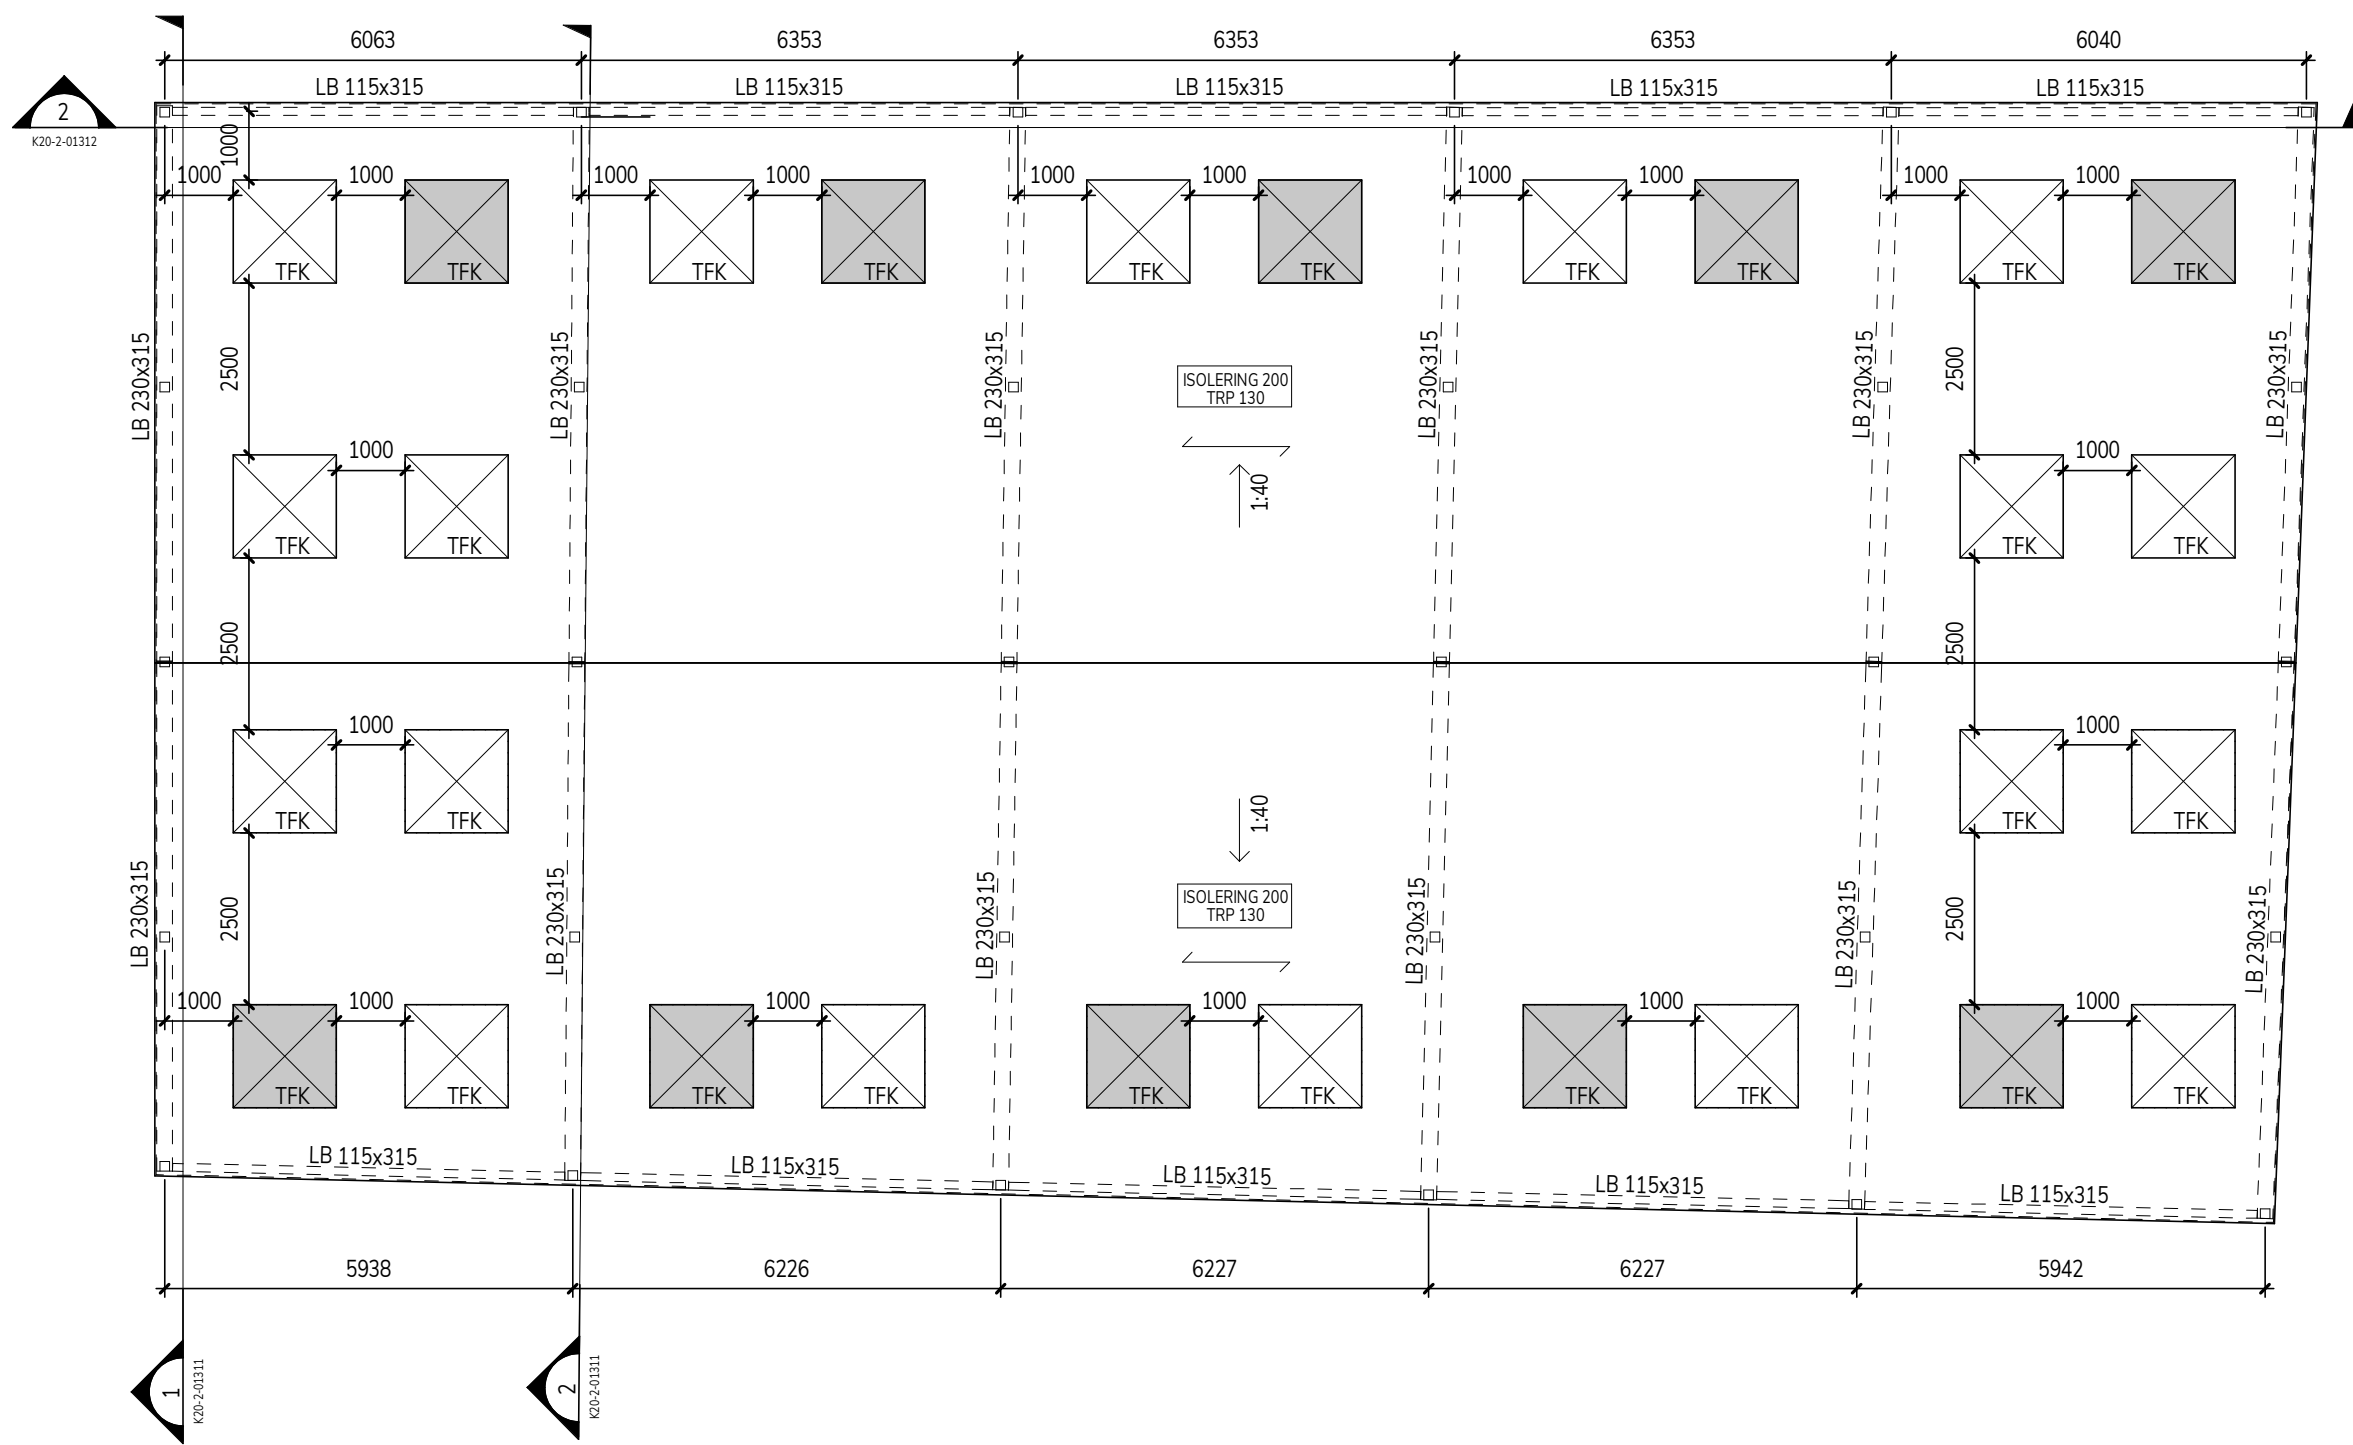 6063
6353
6353
6353
6040
LB 115x315
LB 115x315
LB 115x315
LB 115x315
LB 115x315
2
K20-2-01312
1000
1000
1000
1000
1000
1000
1000
1000
1000
1000
1000
TFK
TFK
TFK
TFK
TFK
TFK
TFK
TFK
TFK
TFK
LB 230x315
2500
LB 230x315
LB 230x315
ISOLERING 200
TRP 130
LB 230x315
LB 230x315
2500
LB 230x315
1000
1000
1:40
TFK
TFK
TFK
TFK
2500
2500
1000
1000
1:40
TFK
TFK
TFK
TFK
LB 230x315
2500
LB 230x315
LB 230x315
ISOLERING 200
TRP 130
LB 230x315
LB 230x315
2500
LB 230x315
1000
1000
1000
1000
1000
1000
TFK
TFK
TFK
TFK
TFK
TFK
TFK
TFK
TFK
TFK
LB 115x315
LB 115x315
LB 115x315
LB 115x315
LB 115x315
5938
6226
6227
6227
5942
1
K20-2-01311
2
K20-2-01311